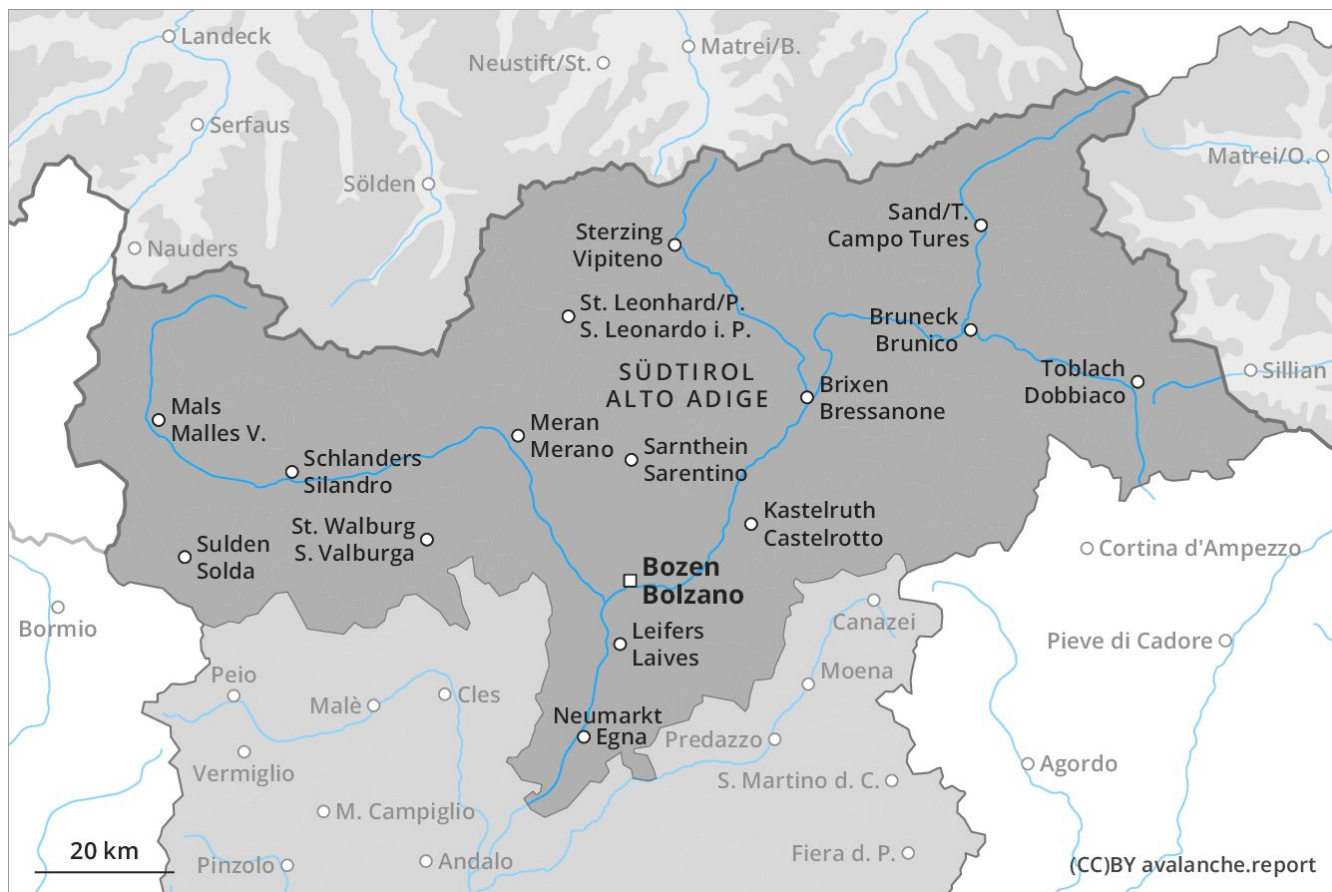 Landeck
Matrei/B.
Neustift/St.
Serfaus
Matrei/O.
Sölden
Sand/T.
Campo Tures
Sterzing
Vipiteno
Nauders
St. Leonhard/P.
S. Leonardo i. P.
Bruneck
Brunico
SÜDTIROL
ALTO ADIGE
Toblach
Dobbiaco
Sillian
Brixen
Bressanone
Mals
Malles V.
Meran
Merano
Sarnthein
Sarentino
Schlanders
Silandro
Kastelruth
Castelrotto
St. Walburg
S. Valburga
Sulden
Solda
Cortina d'Ampezzo
Bozen
Bolzano
Bormio
Canazei
Leifers
Laives
Pieve di Cadore
Peio
Moena
Cles
Malè
Neumarkt
Egna
Predazzo
Vermiglio
Agordo
S. Martino d. C.
M. Campiglio
20 km
Pinzolo
Andalo
Fiera d. P.
(CC)BY avalanche.report